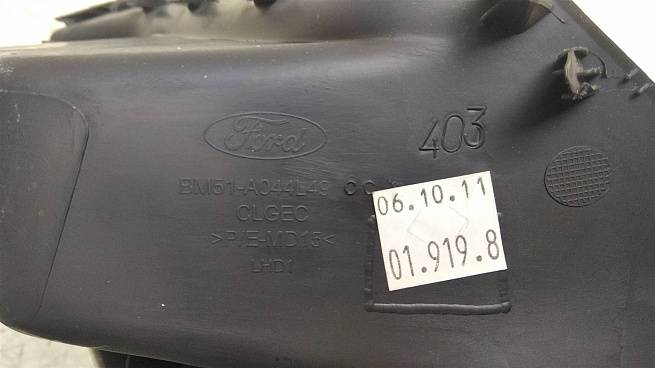 Ford
403
BM51-A044L49
CLGEC
>P/E-MD15<
LHD1
06.10.11
01.919.8